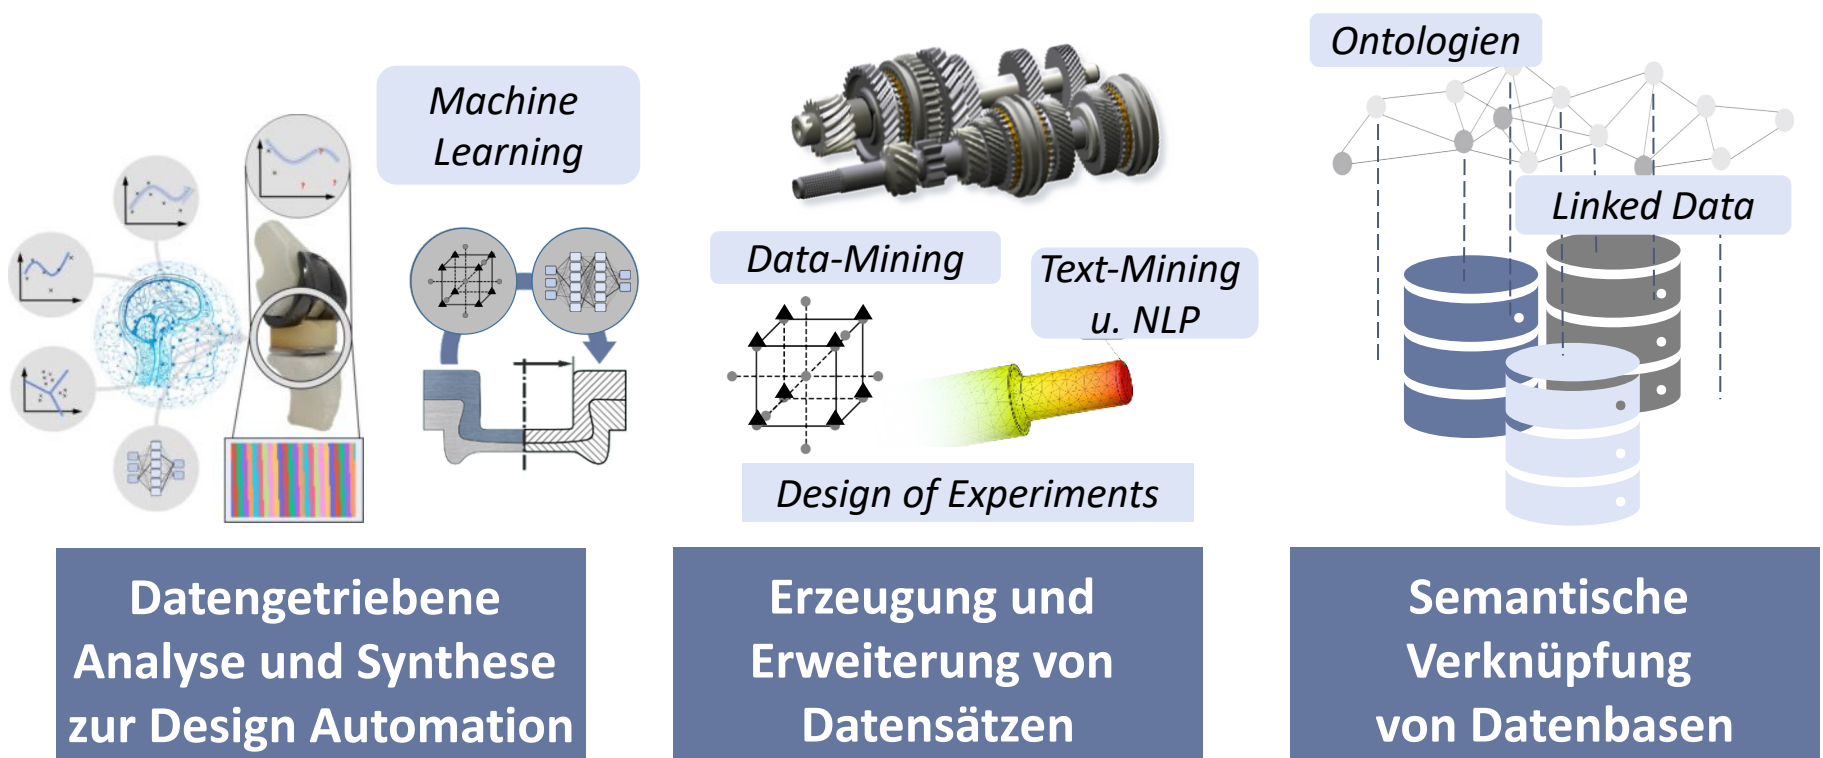 Machine
Learning
Datengetriebene
Analyse und Synthese
zur Design Automation
Data-Mining
Text-Mining
u. NLP
Design of Experiments
Erzeugung und
Erweiterung von
Datensätzen
Ontologien
Linked Data
Semantische
Verknüpfung
von Datenbasen